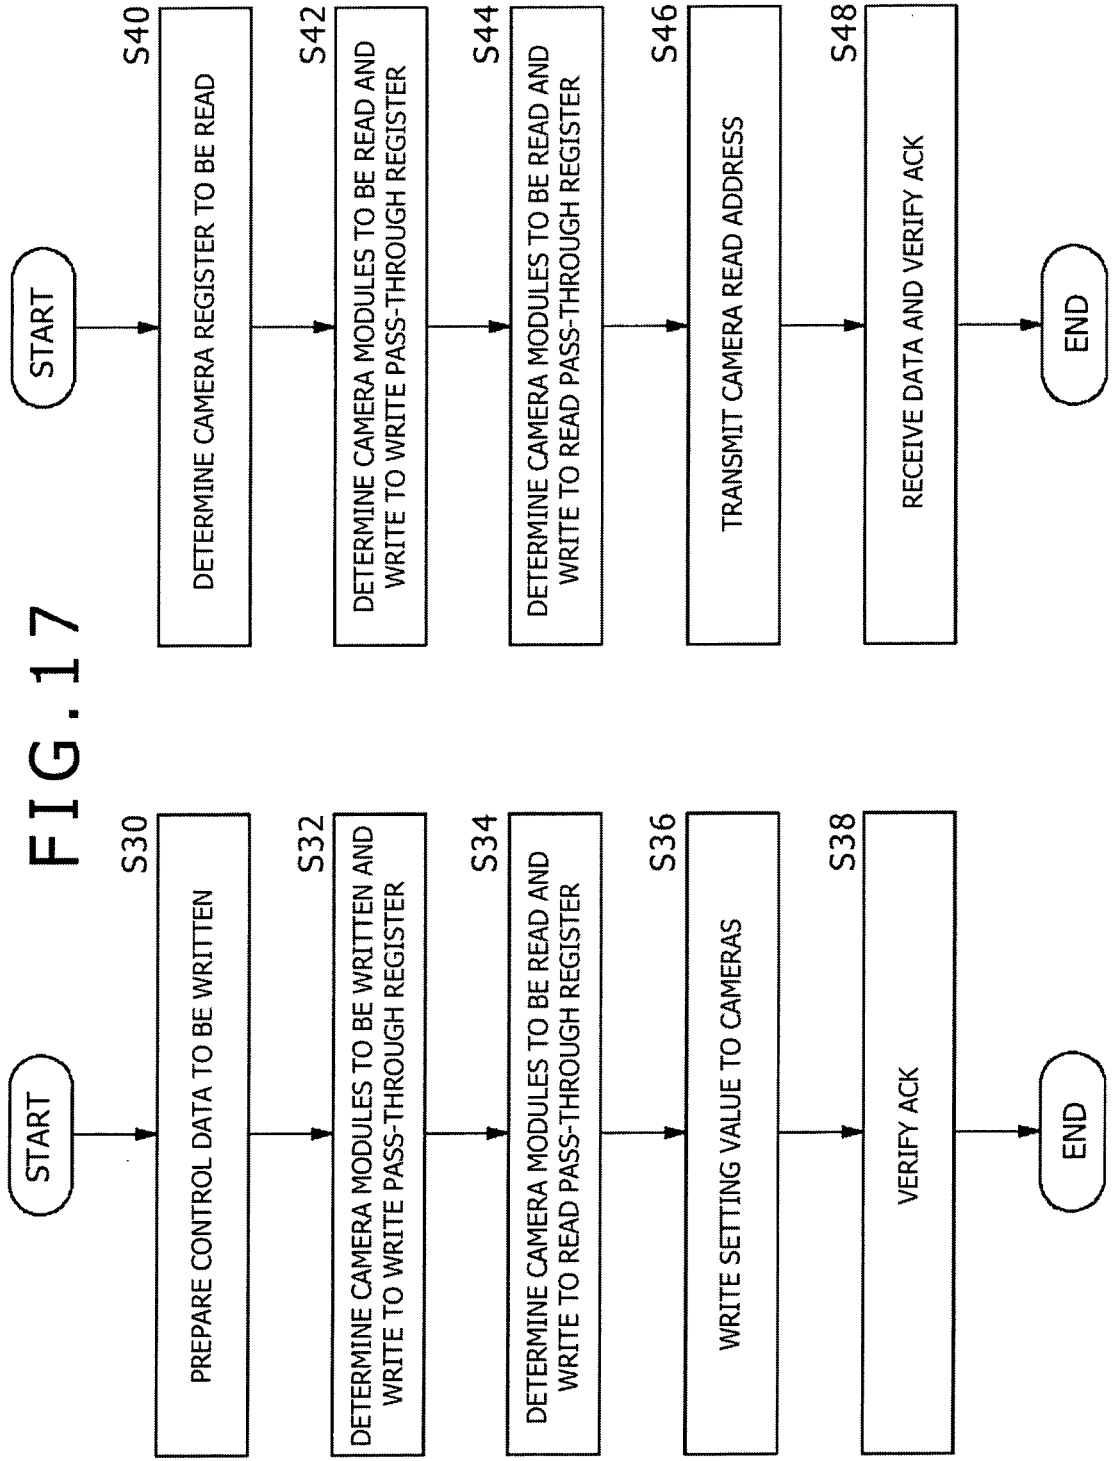 FIG.17
START
S30
PREPARE CONTROL DATA TO BE WRITTEN
S32
DETERMINE CAMERA MODULES TO BE WRITTEN AND
WRITE TO WRITE PASS-THROUGH REGISTER
S34
DETERMINE CAMERA MODULES TO BE READ AND
WRITE TO READ PASS-THROUGH REGISTER
S36
WRITE SETTING VALUE TO CAMERAS
S38
VERIFY ACK
END
START
S40
DETERMINE CAMERA REGISTER TO BE READ
S42
DETERMINE CAMERA MODULES TO BE READ AND
WRITE TO WRITE PASS-THROUGH REGISTER
S44
DETERMINE CAMERA MODULES TO BE READ AND
WRITE TO READ PASS-THROUGH REGISTER
S46
TRANSMIT CAMERA READ ADDRESS
S48
RECEIVE DATA AND VERIFY ACK
END